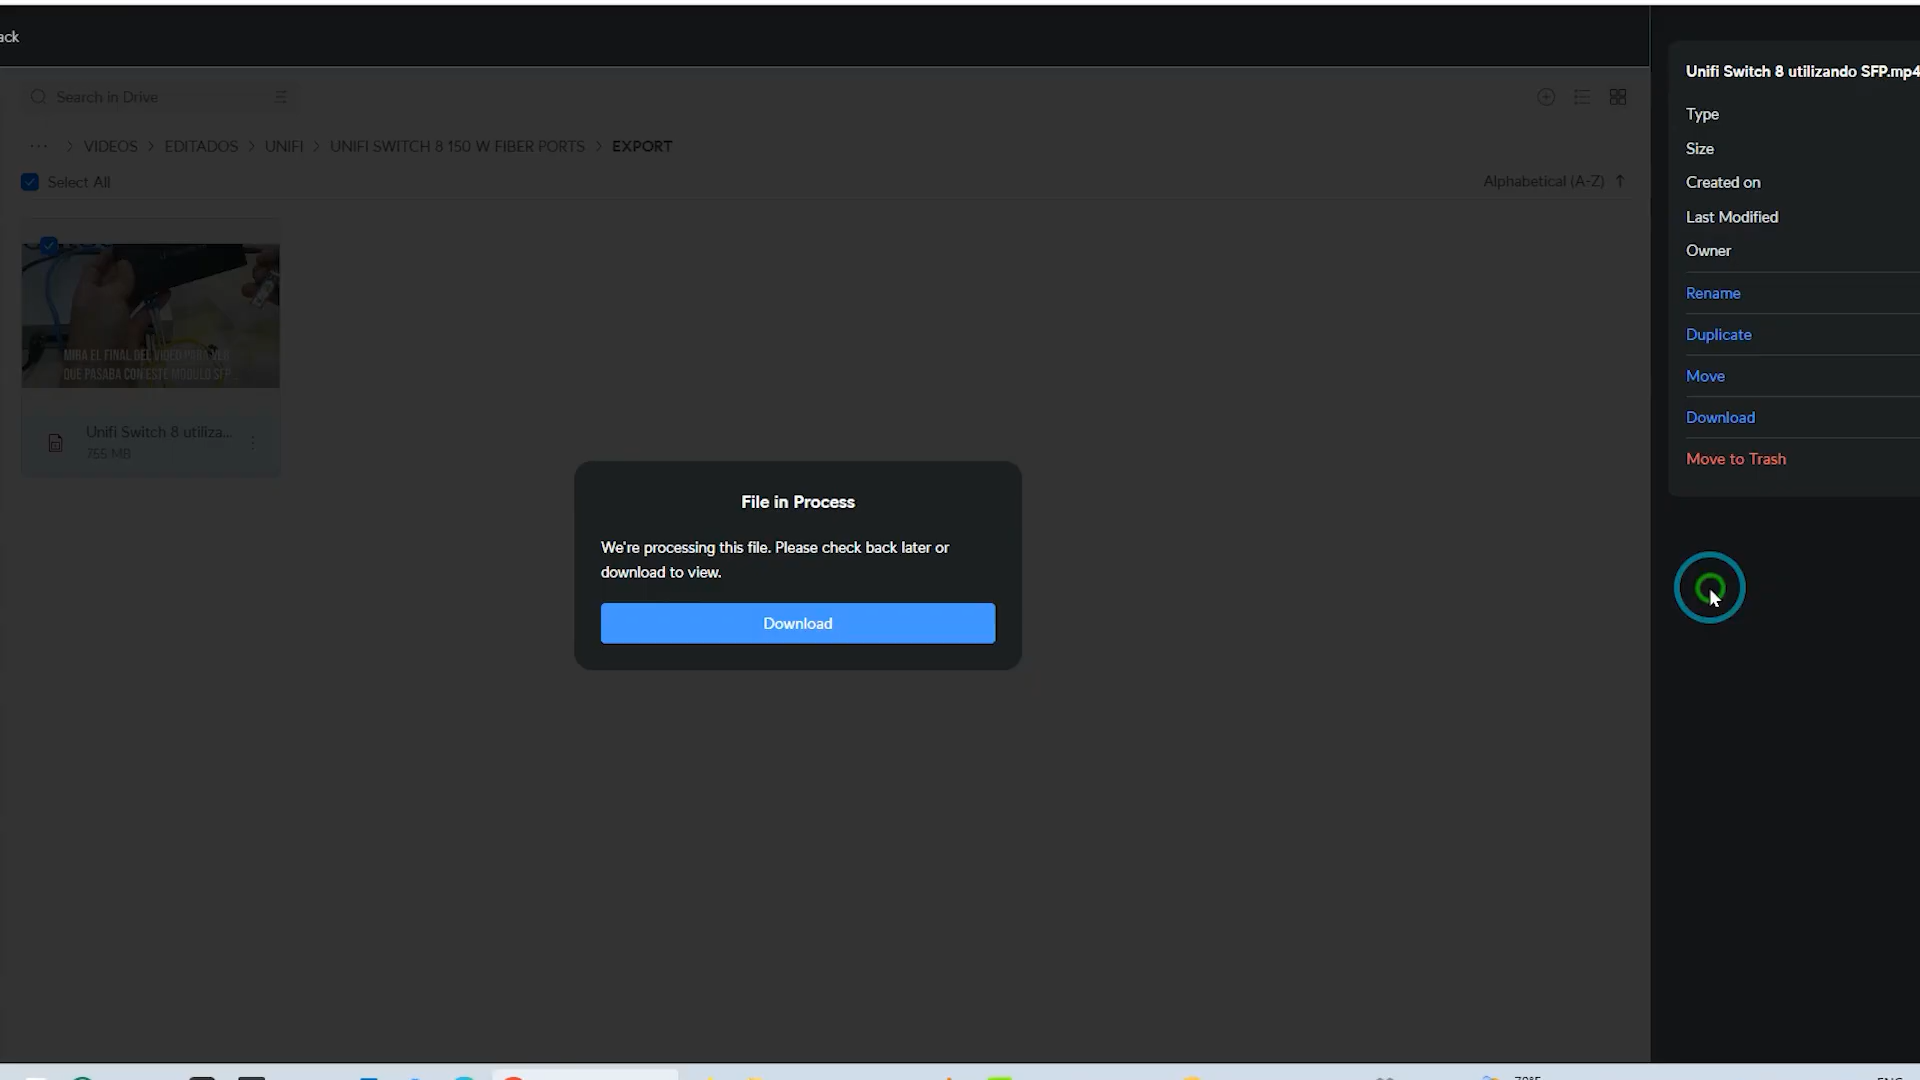 ack
Search in Drive
··· > VIDEOS > EDITADOS > UNIFI > UNIFI SWITCH 8 150 W FIBER PORTS > EXPORT
Select All
Alphabetical (A-Z) ↑
MIRA EL FINAL DEL VIDEO PARA VER
QUE PASABA CON ESTE MODULO SFP
Unifi Switch 8 utiliza...
755 MB
File in Process
We're processing this file. Please check back later or
download to view.
Download
Unifi Switch 8 utilizando SFP.mp4
Type
Size
Created on
Last Modified
Owner
Rename
Duplicate
Move
Download
Move to Trash